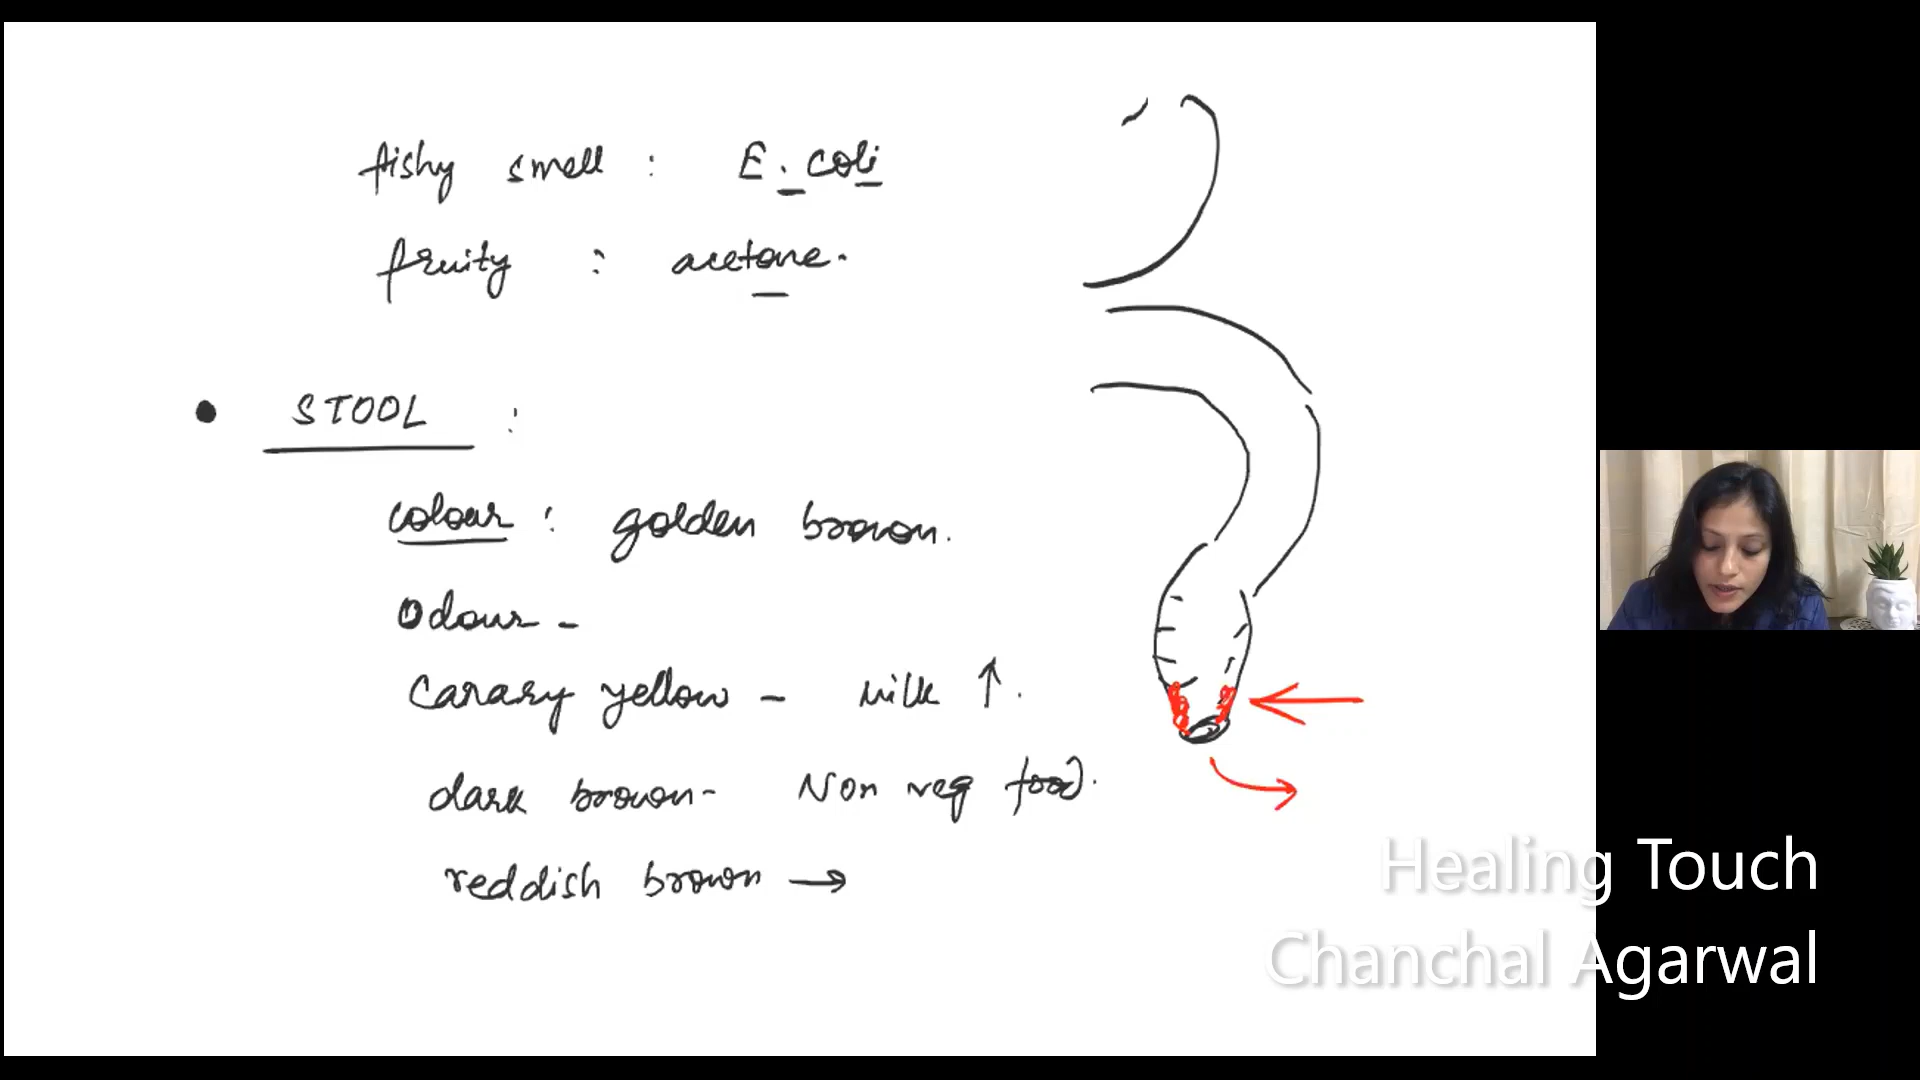 fishy smell : E. coli
fruity : acetone.
• STOOL :
colour : golden brown.
Odour -
Canary yellow - milk ↑.
dark brown - Non veg food.
reddish brown →
Healing Touch
Chanchal Agarwal